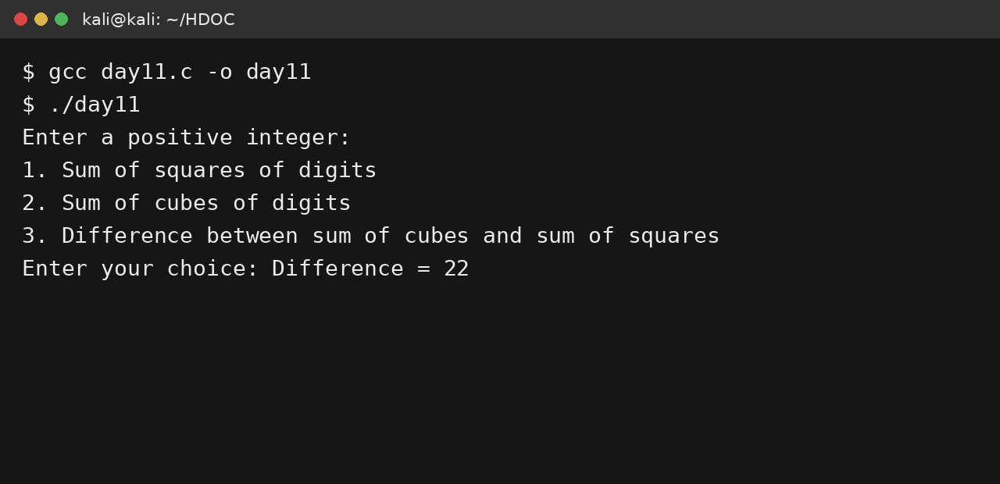 kali@kali: ~/HDOC
$ gcc day11.c -o day11
$ ./day11
Enter a positive integer:
1. Sum of squares of digits
2. Sum of cubes of digits
3. Difference between sum of cubes and sum of squares
Enter your choice: Difference = 22